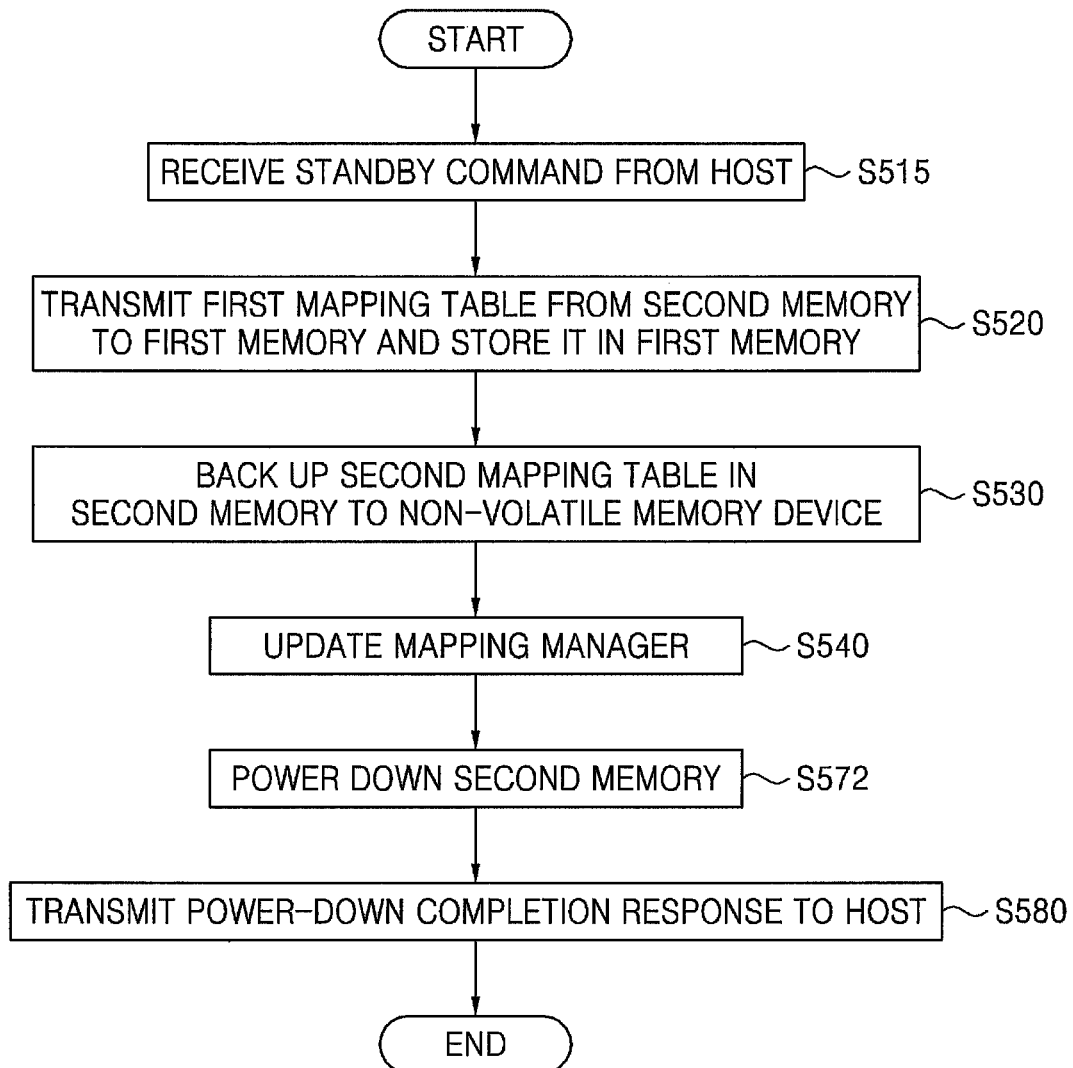 START
RECEIVE STANDBY COMMAND FROM HOST
S515
TRANSMIT FIRST MAPPING TABLE FROM SECOND MEMORY
TO FIRST MEMORY AND STORE IT IN FIRST MEMORY
S520
BACK UP SECOND MAPPING TABLE IN
SECOND MEMORY TO NON-VOLATILE MEMORY DEVICE
S530
UPDATE MAPPING MANAGER
S540
POWER DOWN SECOND MEMORY
S572
TRANSMIT POWER-DOWN COMPLETION RESPONSE TO HOST
S580
END